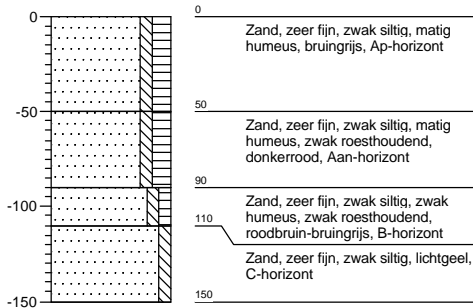 0
0
Zand, zeer fijn, zwak siltig, matig
humeus, bruingrijs, Ap-horizont
-50
50
Zand, zeer fijn, zwak siltig, matig
humeus, zwak roesthoudend,
donkerrood, Aan-horizont
90
-100
Zand, zeer fijn, zwak siltig, zwak
humeus, zwak roesthoudend,
roodbruin-bruingrijs, B-horizont
110
Zand, zeer fijn, zwak siltig, lichtgeel,
C-horizont
-150
150